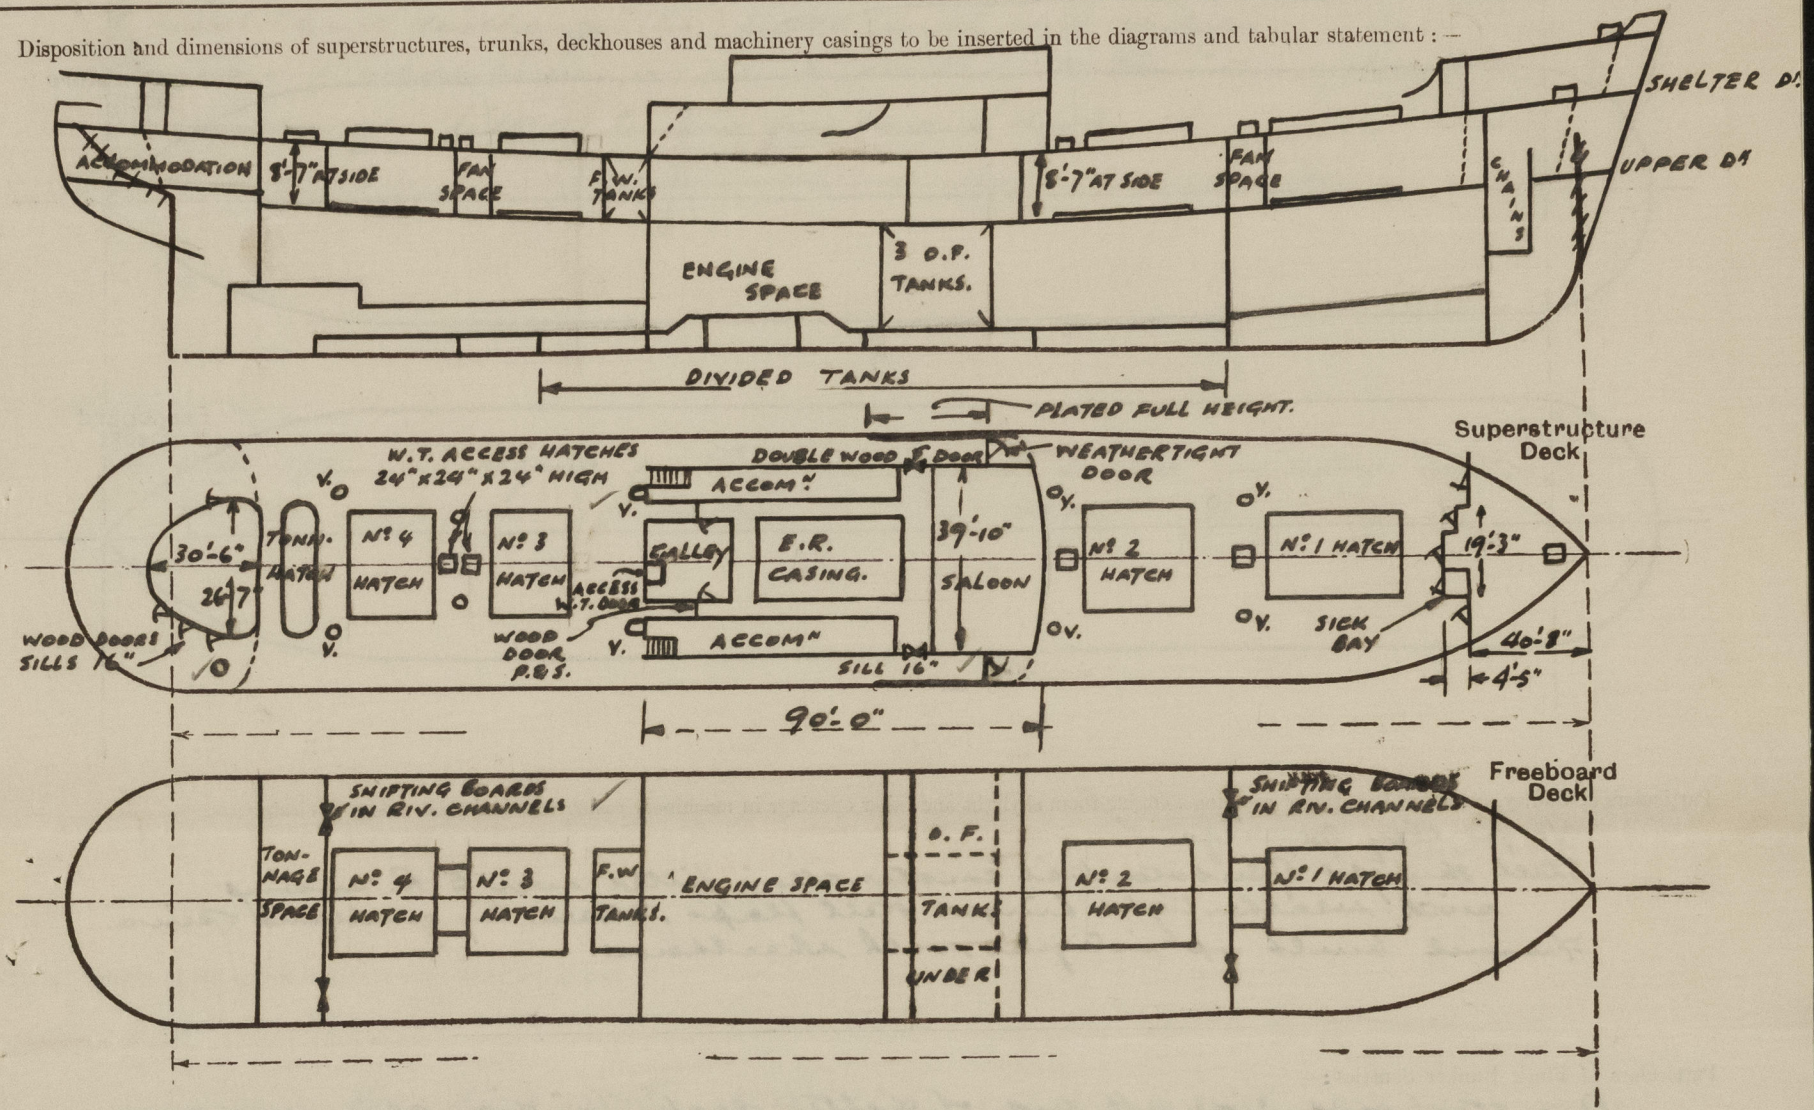 Disposition and dimensions of superstructures, trunks, deckhouses and machinery casings to be inserted in the diagrams and tabular statement : —
SHELTER Dᴷ.
UPPER Dᴷ
ACCOMMODATION
8'-7" AT SIDE
FAN
SPACE
F.W.
TANKS
8'-7" AT SIDE
FAN
SPACE
CHAINS
ENGINE
SPACE
3 O.F.
TANKS.
DIVIDED TANKS
PLATED FULL HEIGHT.
Superstructure
Deck
W.T. ACCESS HATCHES
24" x 24" x 24" HIGH
DOUBLE WOOD DOOR
WEATHERTIGHT
DOOR
V.
V.
ACCOMᴺ.
V.
V.
30'-6"
26'-7"
TONN.
HATCH
Nº 4
HATCH
Nº 3
HATCH
GALLEY
E.R.
CASING.
39'-10"
SALOON
Nº 2
HATCH
Nº 1 HATCH
19'-3"
ACCESS
W.T. DOOR
WOOD DOORS
SILLS 16"
V.
WOOD
DOOR
P.&S.
V.
ACCOMᴺ
SILL 16"
V.
V.
SICK
BAY
40'-8"
4'-5"
90'-0"
Freeboard
Deck
SHIFTING BOARDS
IN RIV. CHANNELS
SHIFTING BOARDS
IN RIV. CHANNELS
TON-
NAGE
SPACE
Nº 4
HATCH
Nº 3
HATCH
F.W
TANKS.
ENGINE SPACE
O.F.
TANKS
UNDER
Nº 2
HATCH
Nº 1 HATCH